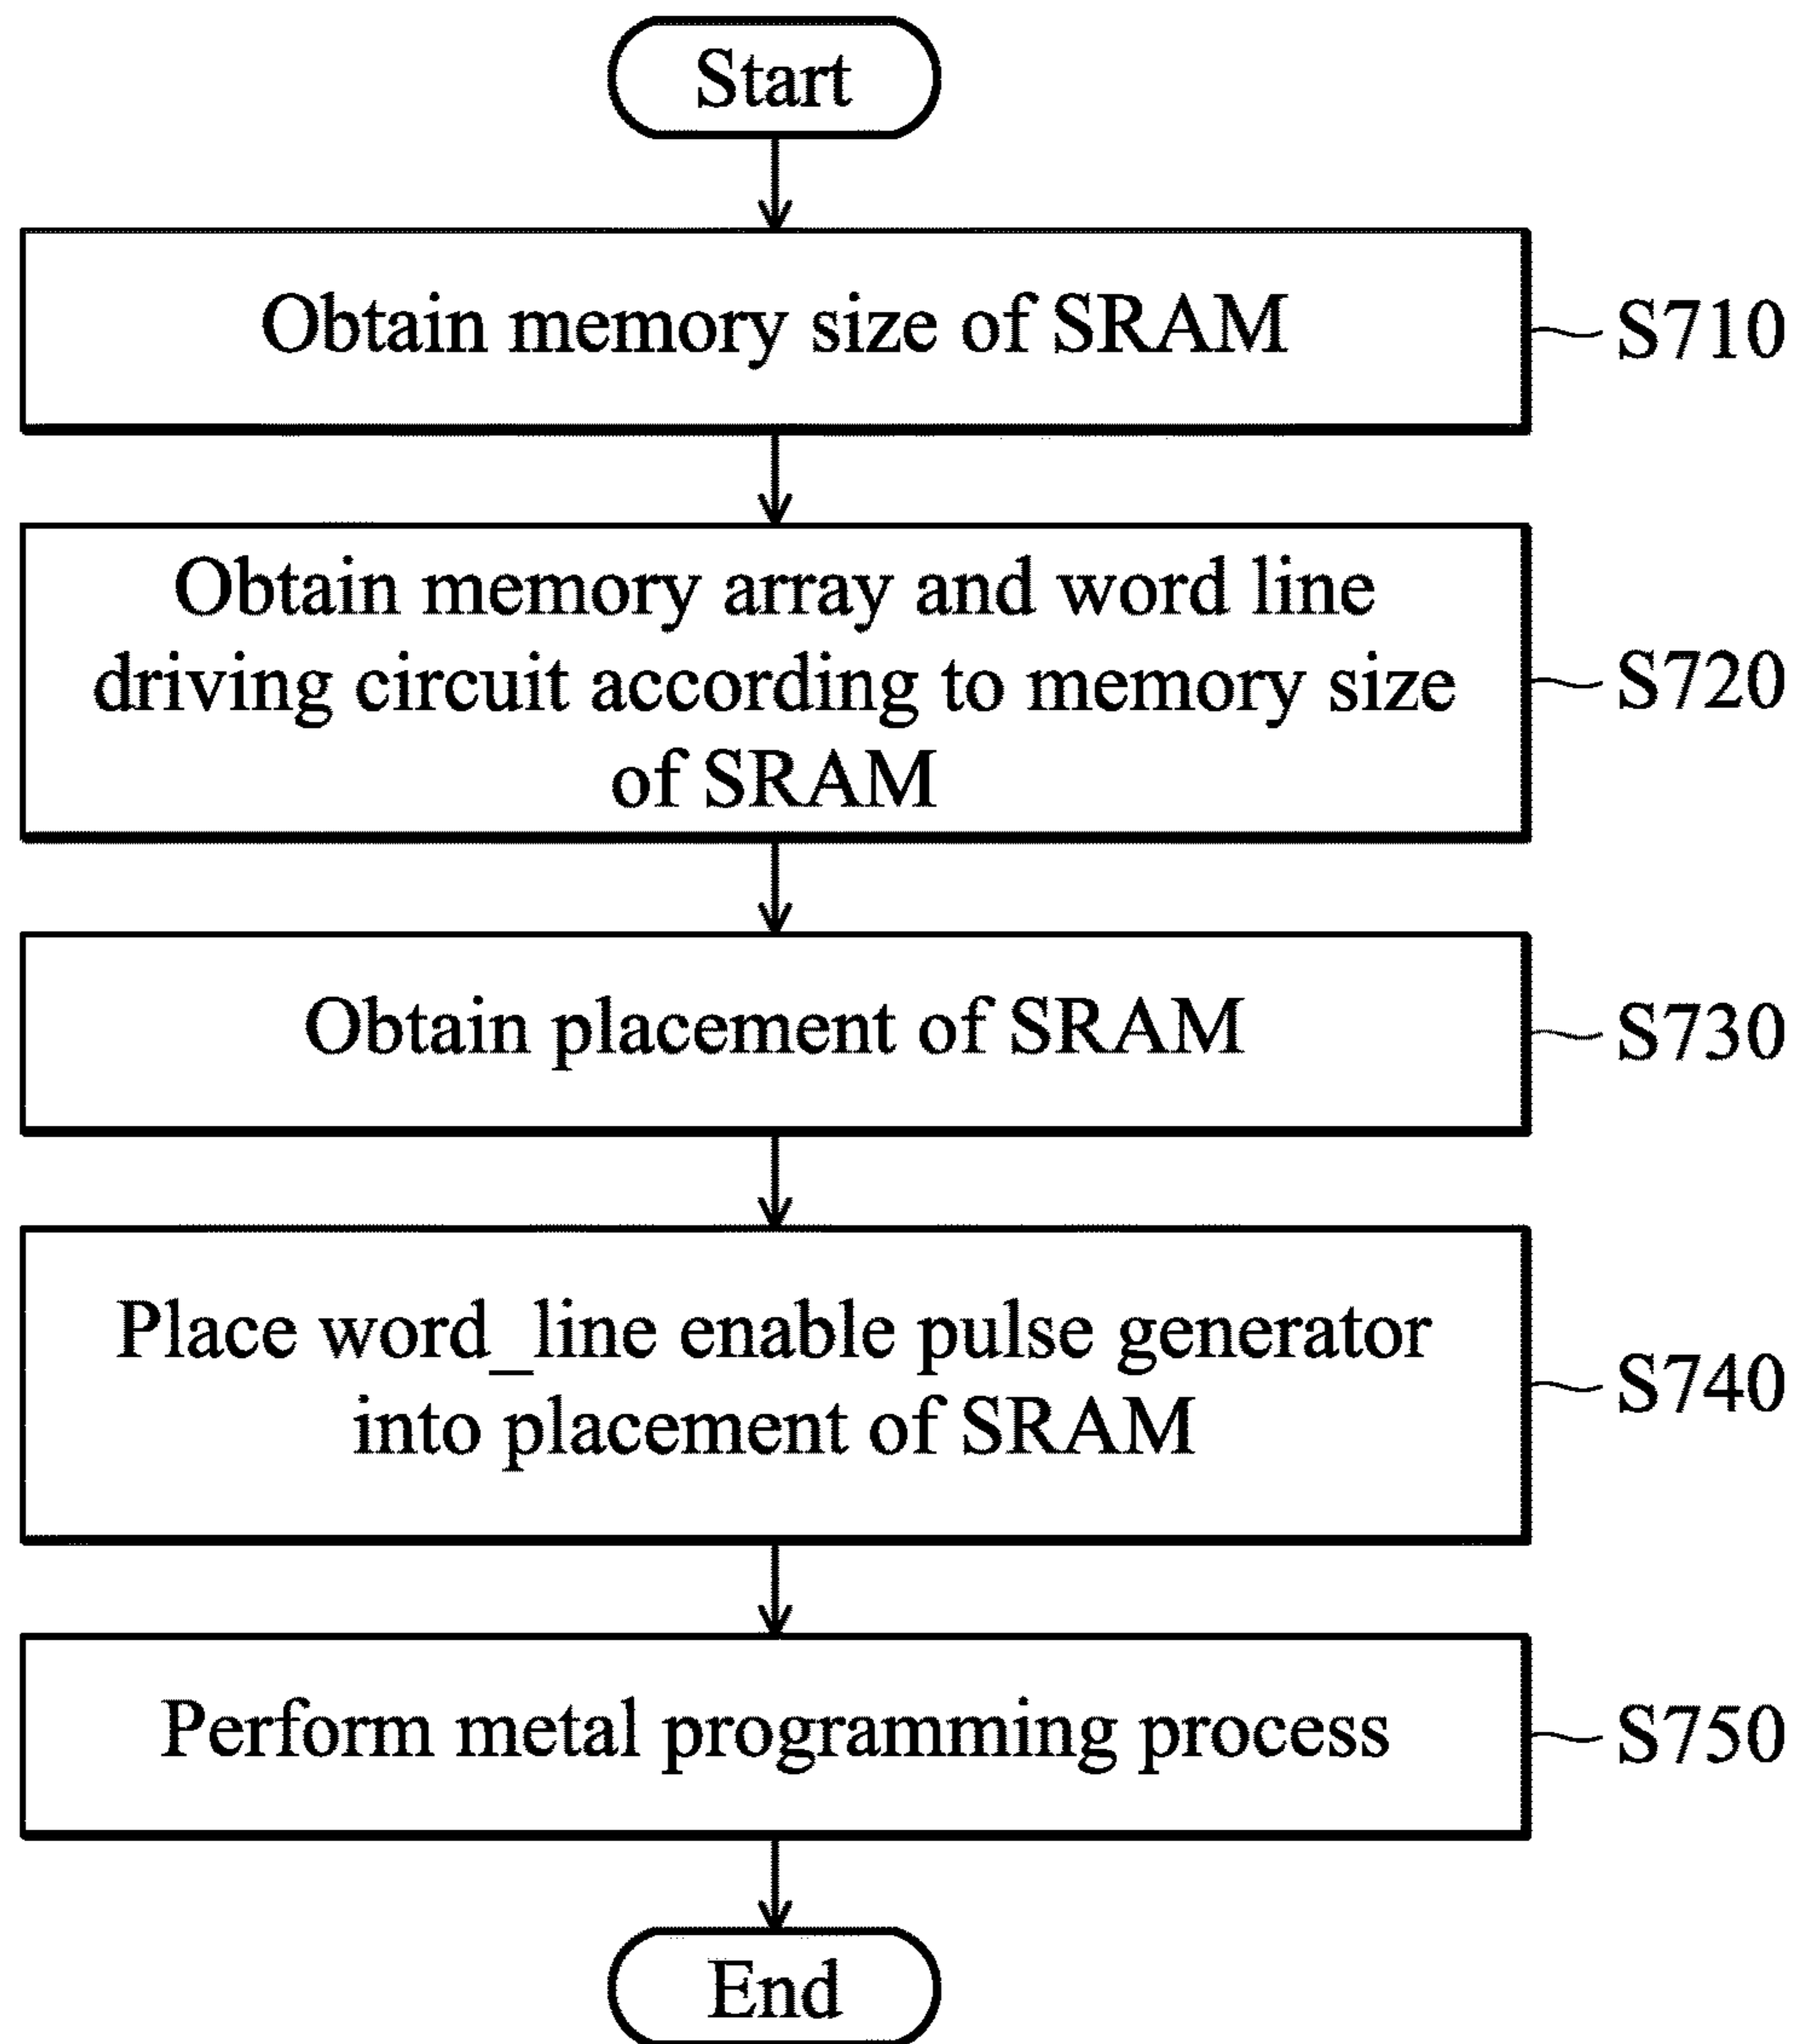 Start
Obtain memory size of SRAM
S710
Obtain memory array and word line
driving circuit according to memory size
of SRAM
S720
Obtain placement of SRAM
S730
Place word_line enable pulse generator
into placement of SRAM
S740
Perform metal programming process
S750
End